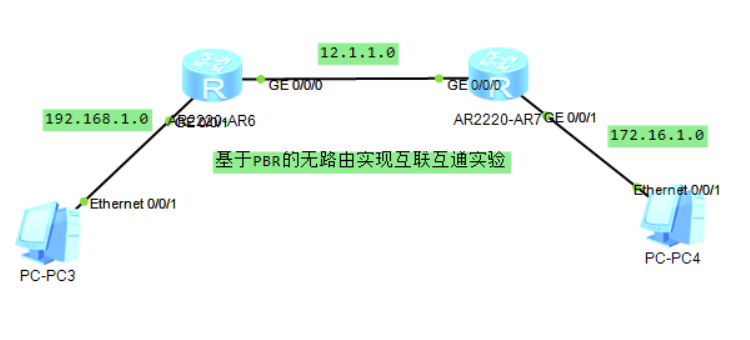 12.1.1.0
GE 0/0/0
GE 0/0/0
192.168.1.0
GE 0/0/1
AR2220-AR6
AR2220-AR7
GE 0/0/1
172.16.1.0
基于PBR的无路由实现互联互通实验
Ethernet 0/0/1
Ethernet 0/0/1
PC-PC3
PC-PC4
R
R